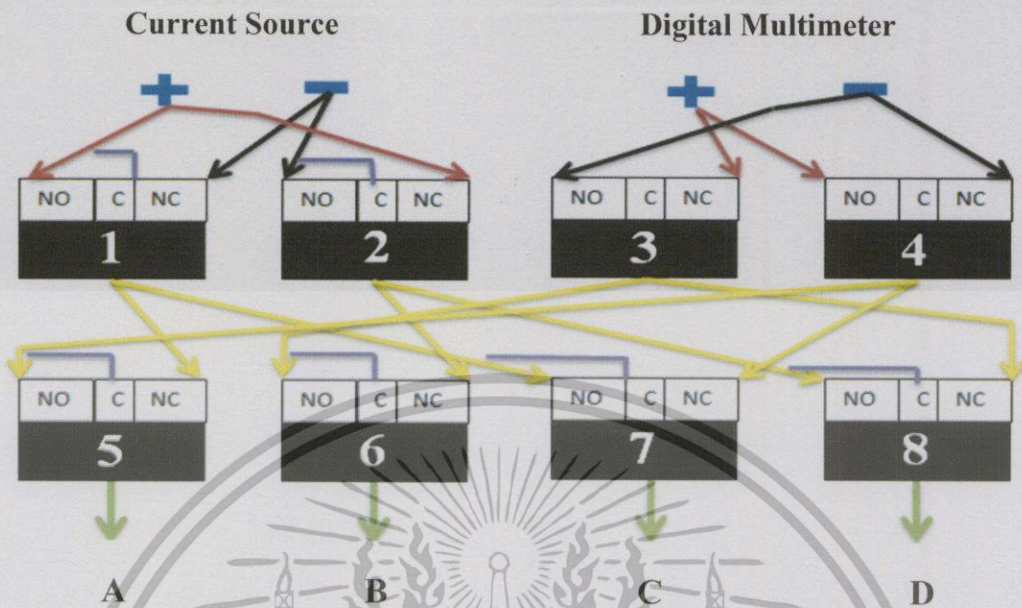 Current Source Digital Multimeter
+ − + −
NO C NC NO C NC NO C NC NO C NC
1 2 3 4
NO C NC NO C NC NO C NC NO C NC
5 6 7 8
A B C D